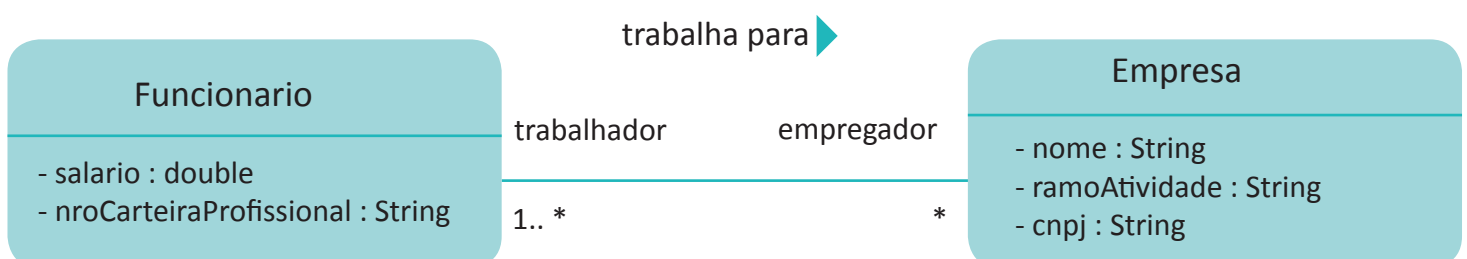 trabalha para
Funcionario
- salario : double
- nroCarteiraProfissional : String
trabalhador
empregador
1.. *
*
Empresa
- nome : String
- ramoAtividade : String
- cnpj : String